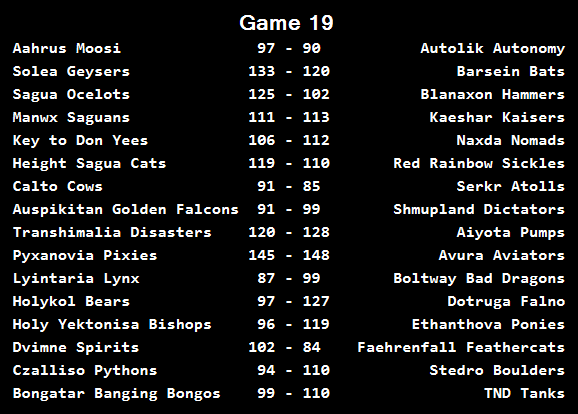 Game 19
Aahrus Moosi 97 - 90 Autolik Autonomy
Solea Geysers 133 - 120 Barsein Bats
Sagua Ocelots 125 - 102 Blanaxon Hammers
Manwx Saguans 111 - 113 Kaeshar Kaisers
Key to Don Yees 106 - 112 Naxda Nomads
Height Sagua Cats 119 - 110 Red Rainbow Sickles
Calto Cows 91 - 85 Serkr Atolls
Auspikitan Golden Falcons 91 - 99 Shmupland Dictators
Transhimalia Disasters 120 - 128 Aiyota Pumps
Pyxanovia Pixies 145 - 148 Avura Aviators
Lyintaria Lynx 87 - 99 Boltway Bad Dragons
Holykol Bears 97 - 127 Dotruga Falno
Holy Yektonisa Bishops 96 - 119 Ethanthova Ponies
Dvimne Spirits 102 - 84 Faehrenfall Feathercats
Czalliso Pythons 94 - 110 Stedro Boulders
Bongatar Banging Bongos 99 - 110 TND Tanks